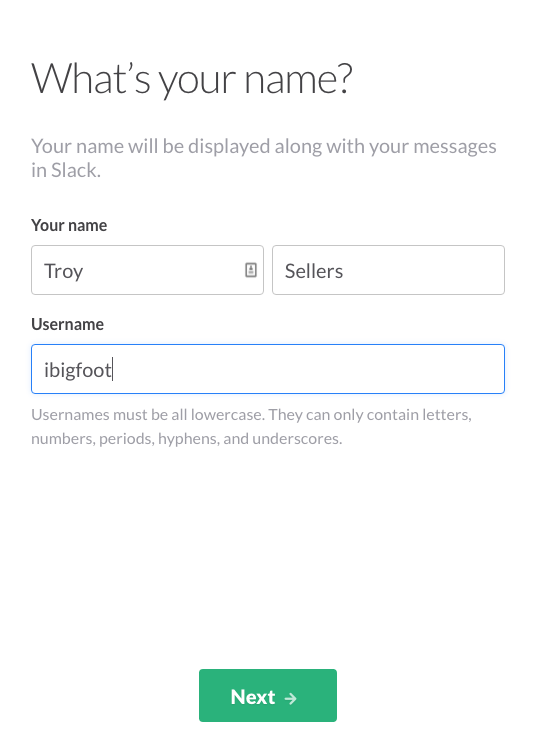 What’s your name?
Your name will be displayed along with your messages
in Slack.
Your name
Troy
Sellers
Username
ibigfoot
Usernames must be all lowercase. They can only contain letters,
numbers, periods, hyphens, and underscores.
Next →